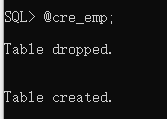 SQL> @cre_emp;
Table dropped.
Table created.